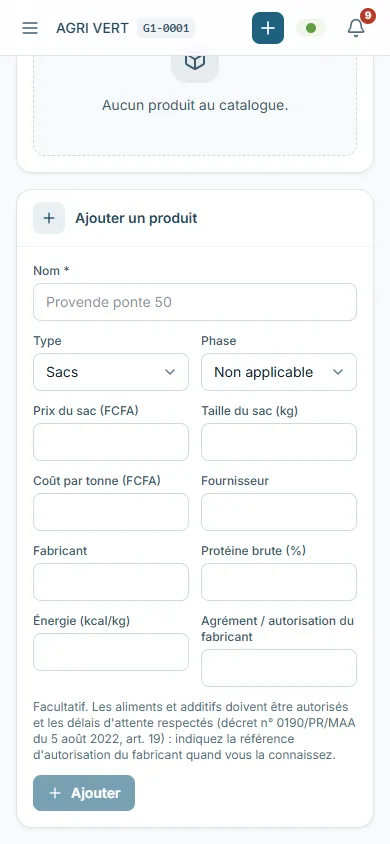 AGRI VERT G1-0001
9
Aucun produit au catalogue.
Ajouter un produit
Nom *
Provende ponte 50
Type Phase
Sacs Non applicable
Prix du sac (FCFA) Taille du sac (kg)
Coût par tonne (FCFA) Fournisseur
Fabricant Protéine brute (%)
Énergie (kcal/kg) Agrément / autorisation du
fabricant
Facultatif. Les aliments et additifs doivent être autorisés
et les délais d'attente respectés (décret n° 0190/PR/MAA
du 5 août 2022, art. 19) : indiquez la référence
d'autorisation du fabricant quand vous la connaissez.
Ajouter